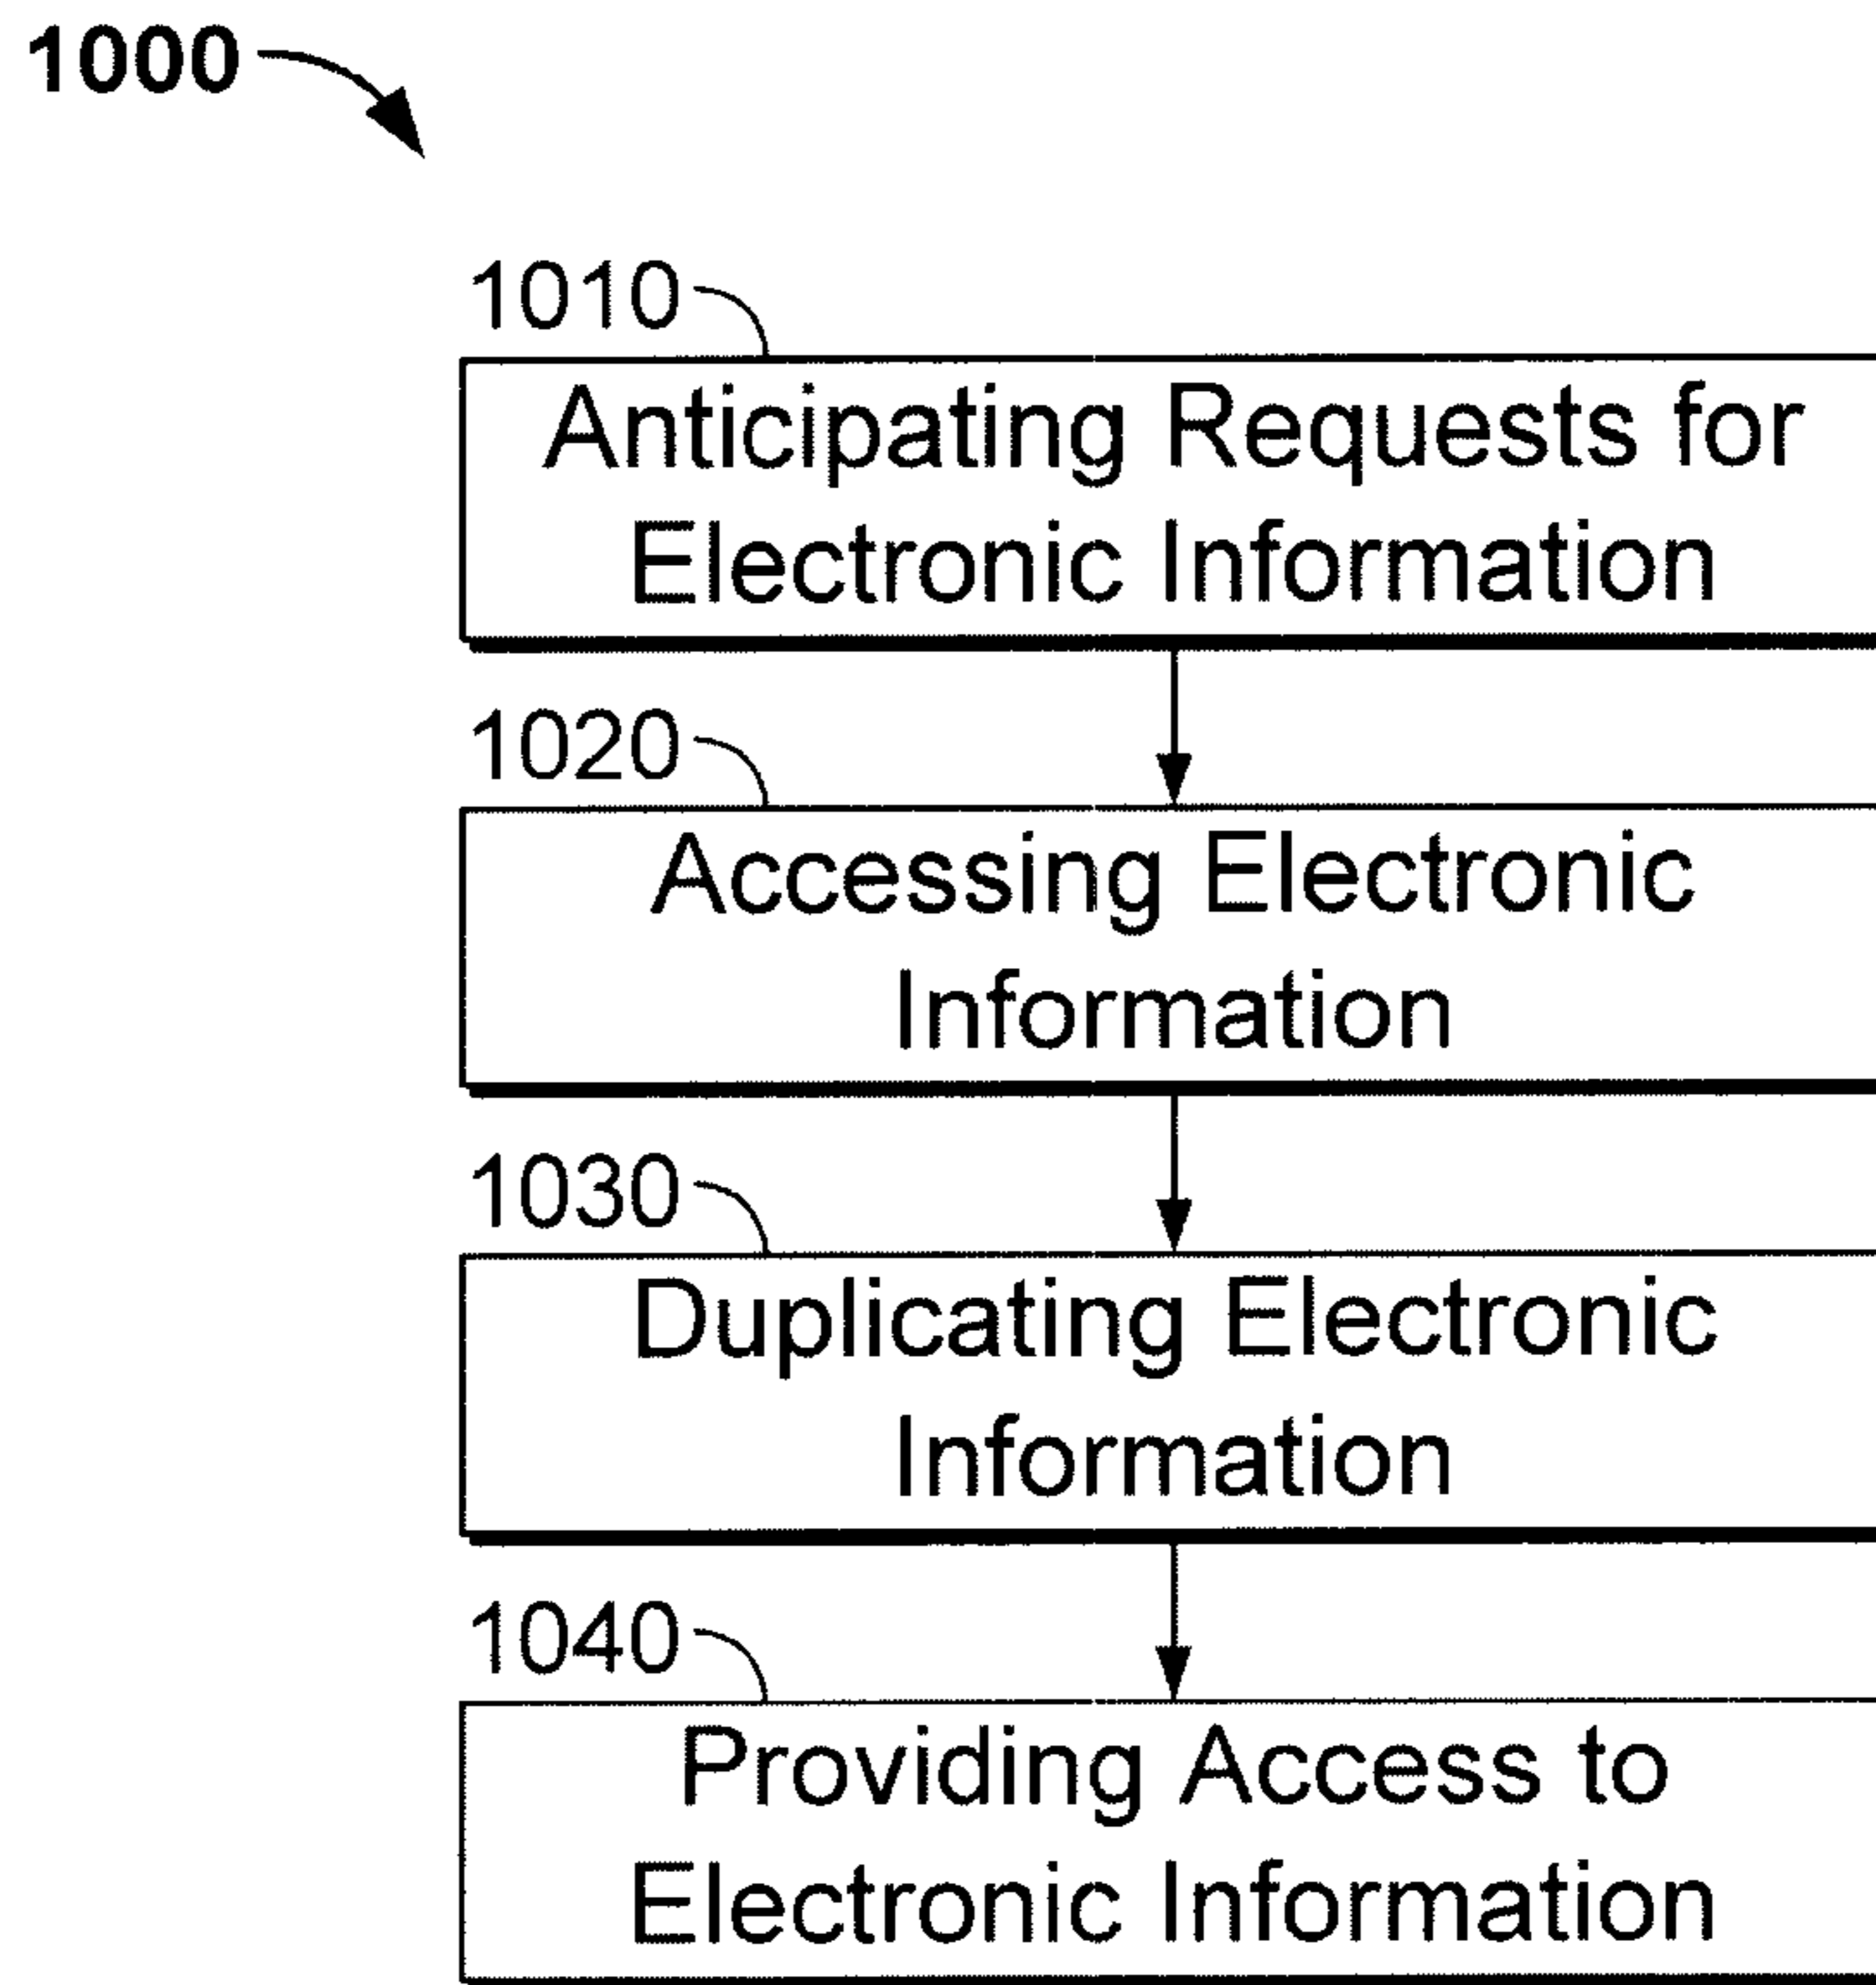 1000
1010
Anticipating Requests for
Electronic Information
1020
Accessing Electronic
Information
1030
Duplicating Electronic
Information
1040
Providing Access to
Electronic Information